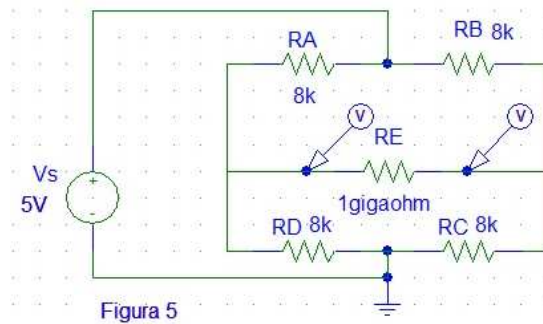 RA
RB 8k
8k
V
V
RE
Vs
+
5V
-
1gigaohm
RD 8k
RC 8k
Figura 5